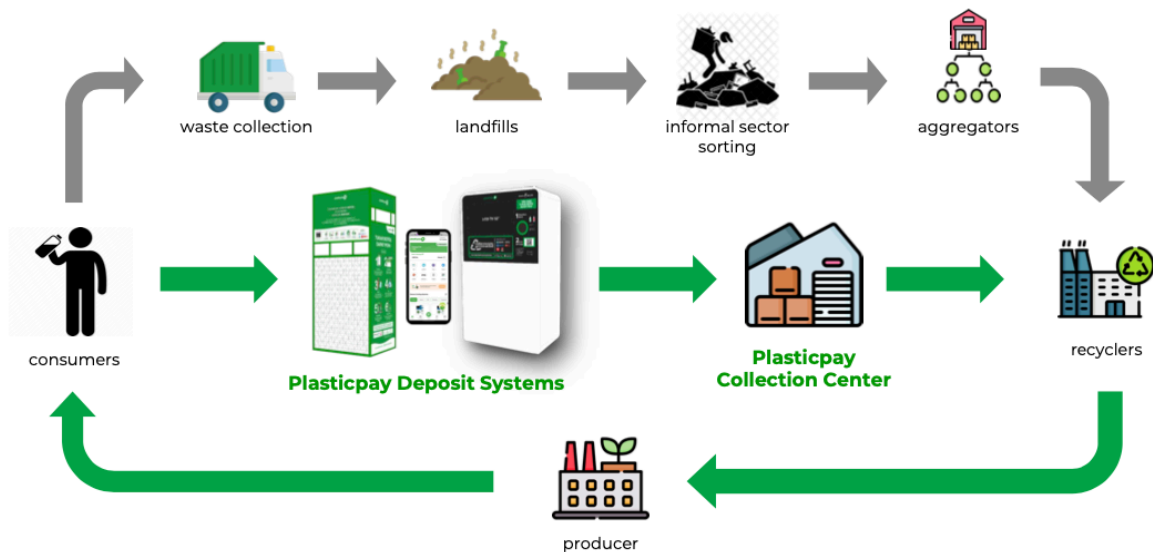 waste collection
landfills
informal sector
sorting
aggregators
consumers
Plasticpay Deposit Systems
Plasticpay
Collection Center
recyclers
producer